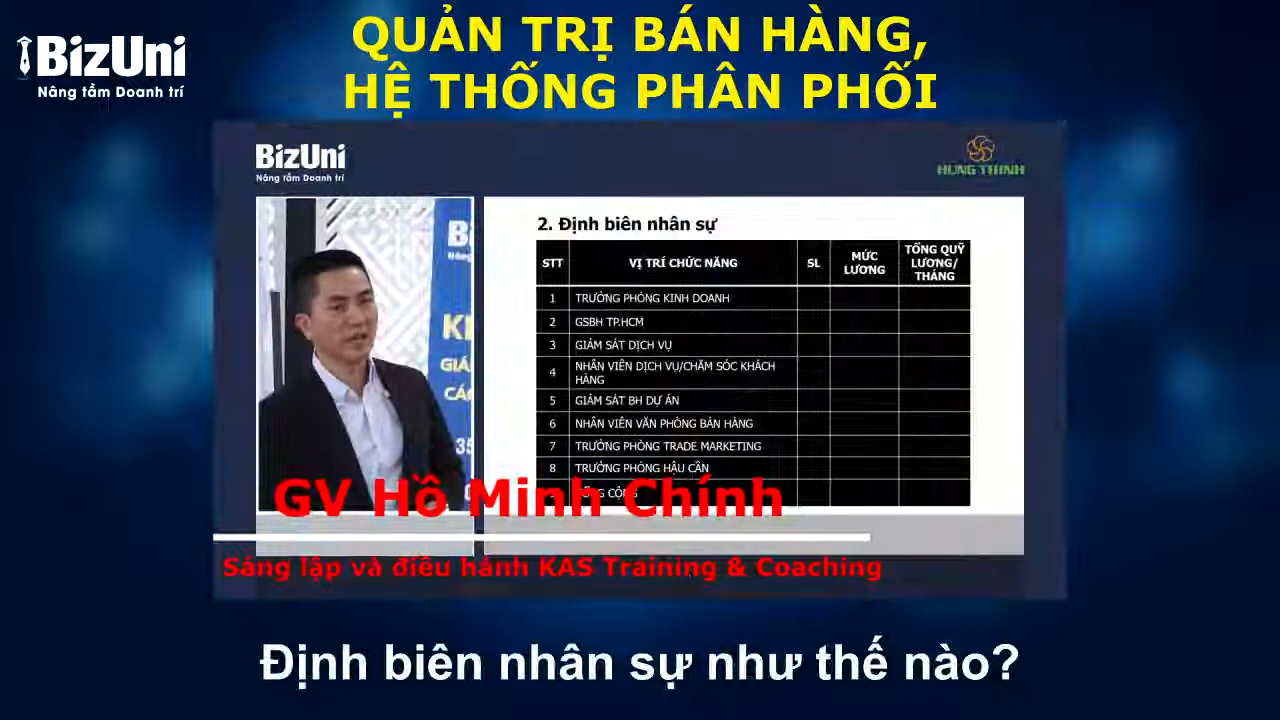 QUẢN TRỊ BÁN HÀNG,
HỆ THỐNG PHÂN PHỐI
BizUni
Nâng tầm Doanh trí
BizUni
Nâng tầm Doanh trí
HUNG THINH
2. Định biên nhân sự
STT VỊ TRÍ CHỨC NĂNG SL MỨC LƯƠNG TỔNG QUỸ LƯƠNG/ THÁNG
1 TRƯỞNG PHÒNG KINH DOANH
2 GSBH TP.HCM
3 GIÁM SÁT DỊCH VỤ
4 NHÂN VIÊN DỊCH VỤ/CHĂM SÓC KHÁCH HÀNG
5 GIÁM SÁT BH DỰ ÁN
6 NHÂN VIÊN VĂN PHÒNG BÁN HÀNG
7 TRƯỞNG PHÒNG TRADE MARKETING
8 TRƯỞNG PHÒNG HẬU CẦN
CỘNG
GV Hồ Minh Chính
Sáng lập và điều hành KAS Training & Coaching
Định biên nhân sự như thế nào?